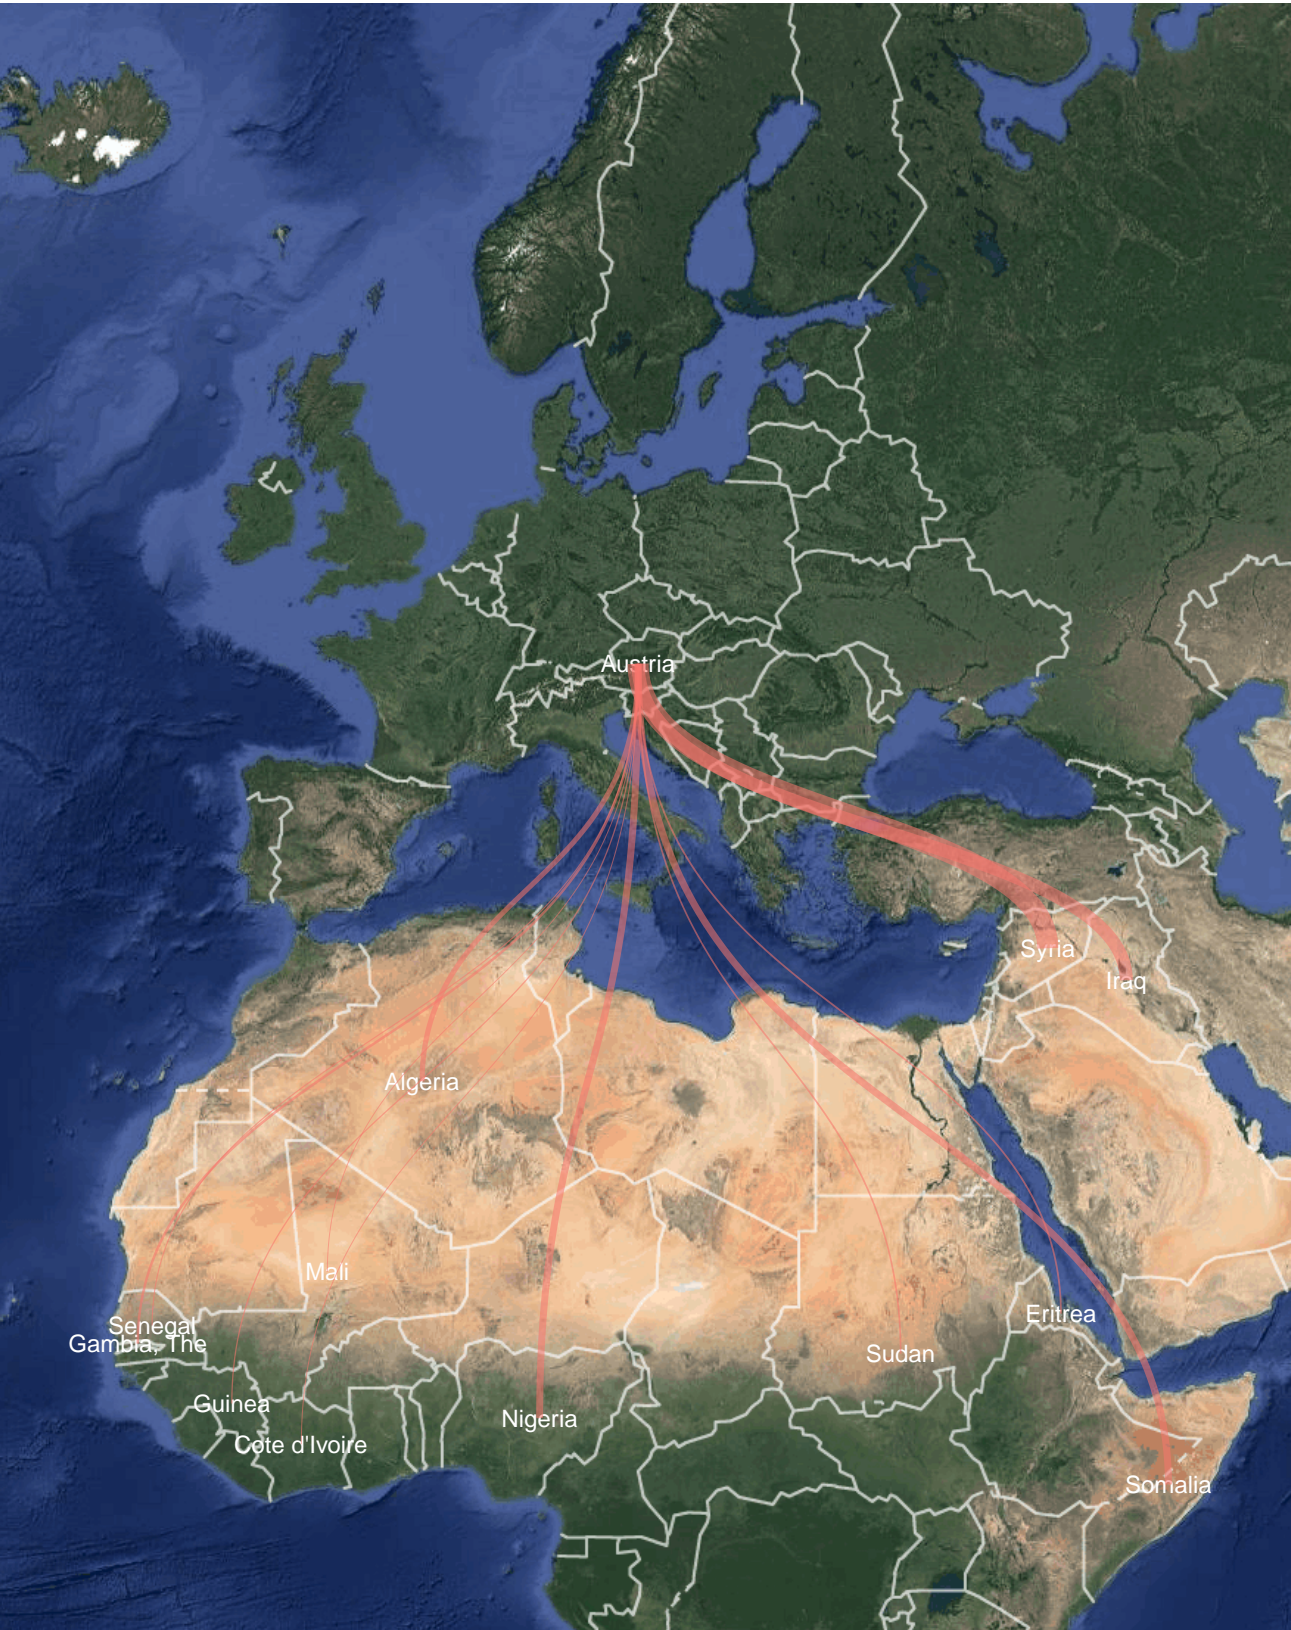 Austria
Syria
Iraq
Algeria
Mali
Eritrea
Senegal
Gambia, The
Sudan
Guinea
Nigeria
Cote d'Ivoire
Somalia